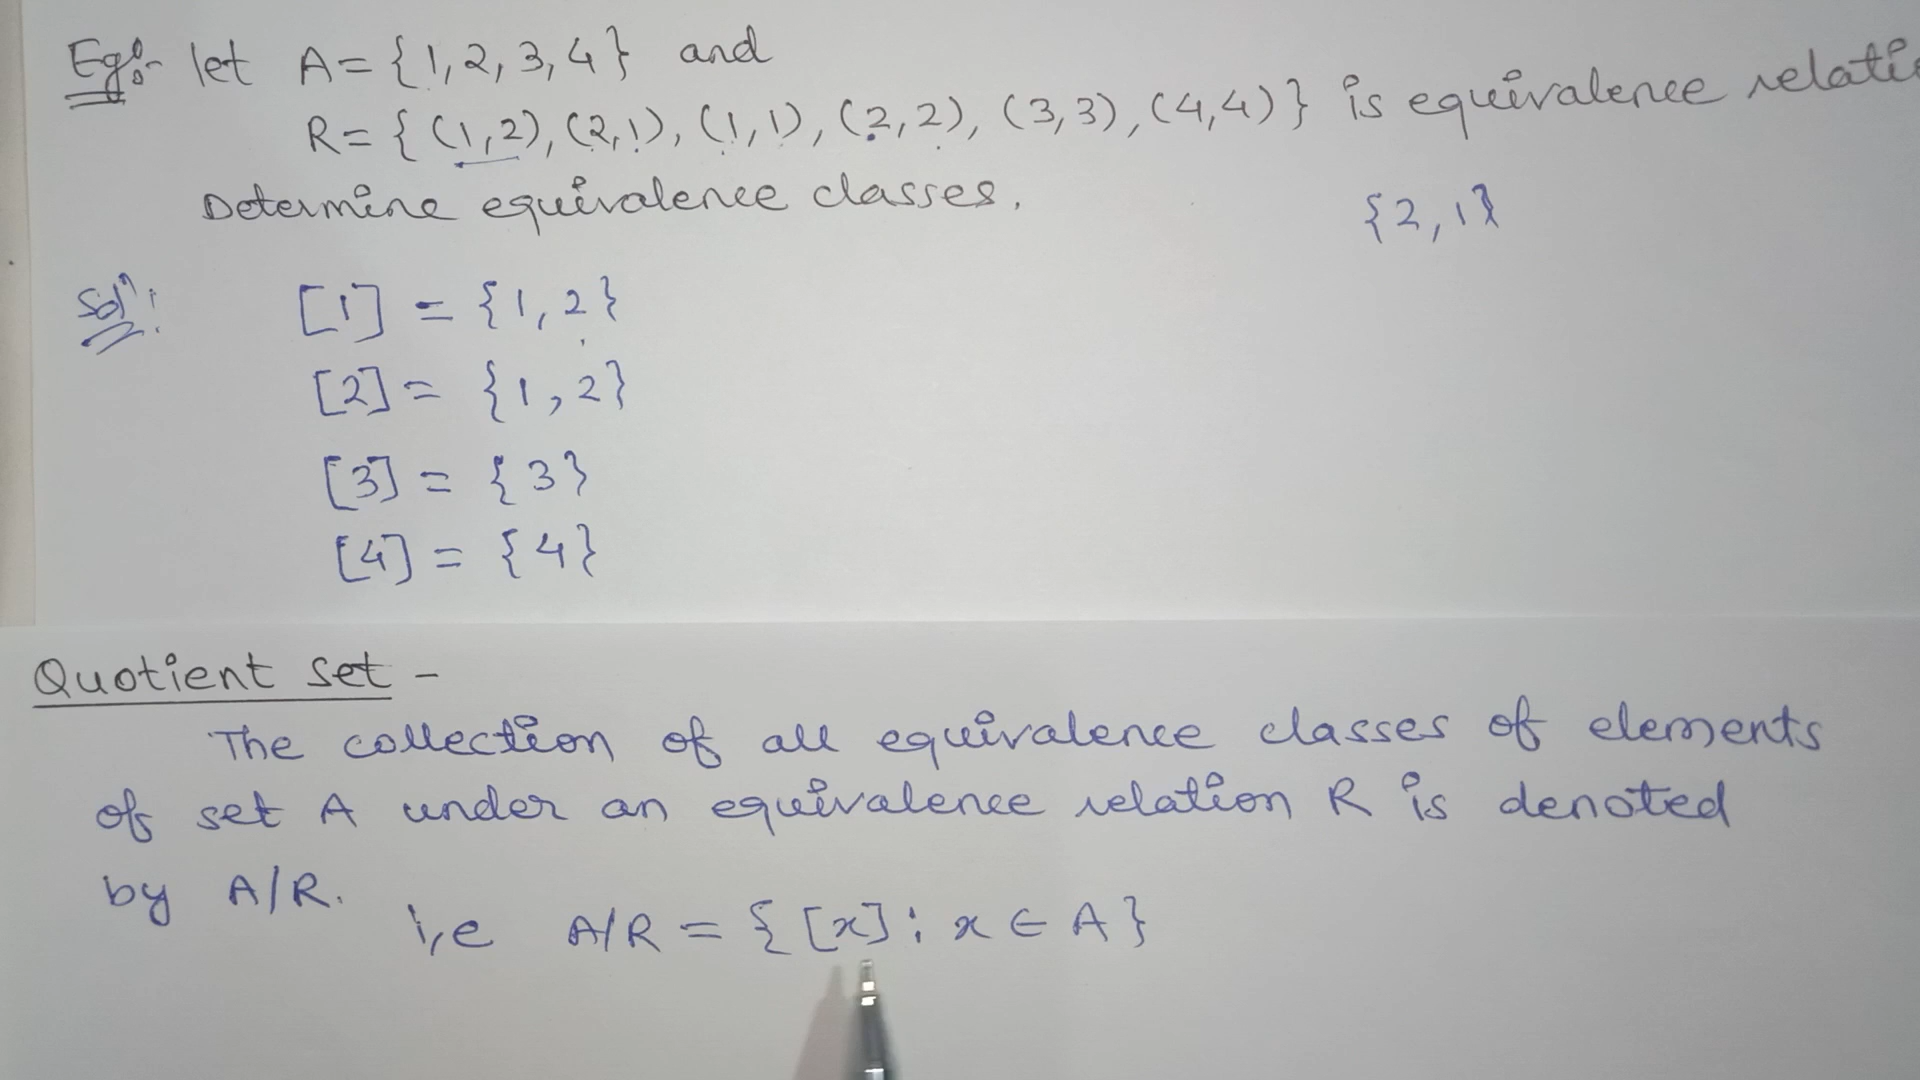 Eg:- let A = {1, 2, 3, 4} and
R = { (1,2), (2,1), (1,1), (2,2), (3,3), (4,4)} is equivalence relatio
Determine equivalence classes.
{2, 1}
Solⁿ: [1] = {1, 2}
[2] = {1, 2}
[3] = {3}
[4] = {4}
Quotient set -
The collection of all equivalence classes of elements
of set A under an equivalence relation R is denoted
by A/R.
i,e A/R = { [x] : x ∈ A}